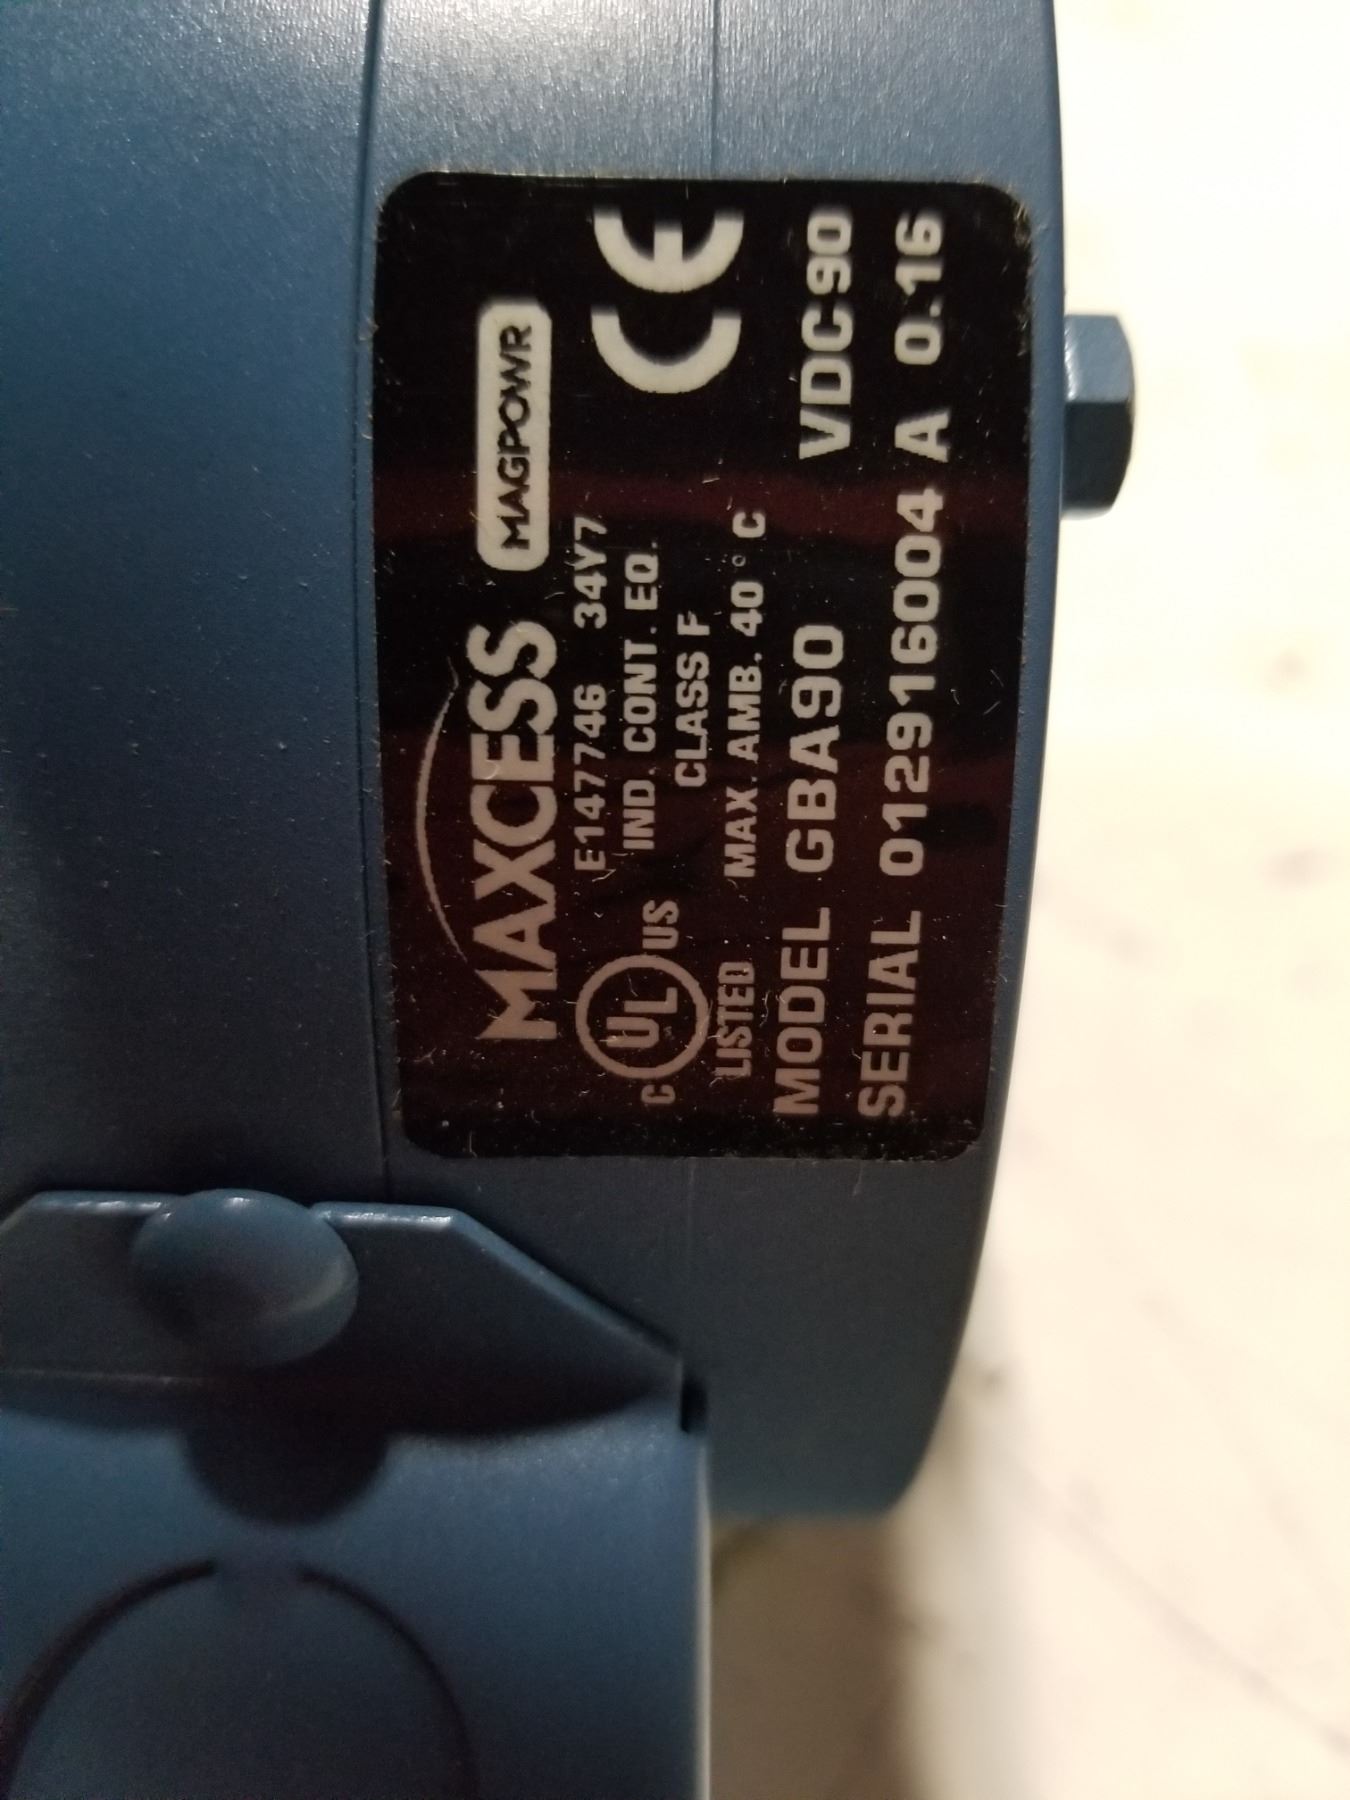 MAXCESS MAGPOWR
E147746 34Y7
IND. CONT. EQ.
CLASS F
C UL US
LISTED
MAX. AMB. 40° C
CE
MODEL GBA90 VDC 90
SERIAL 012916004 A 0.16